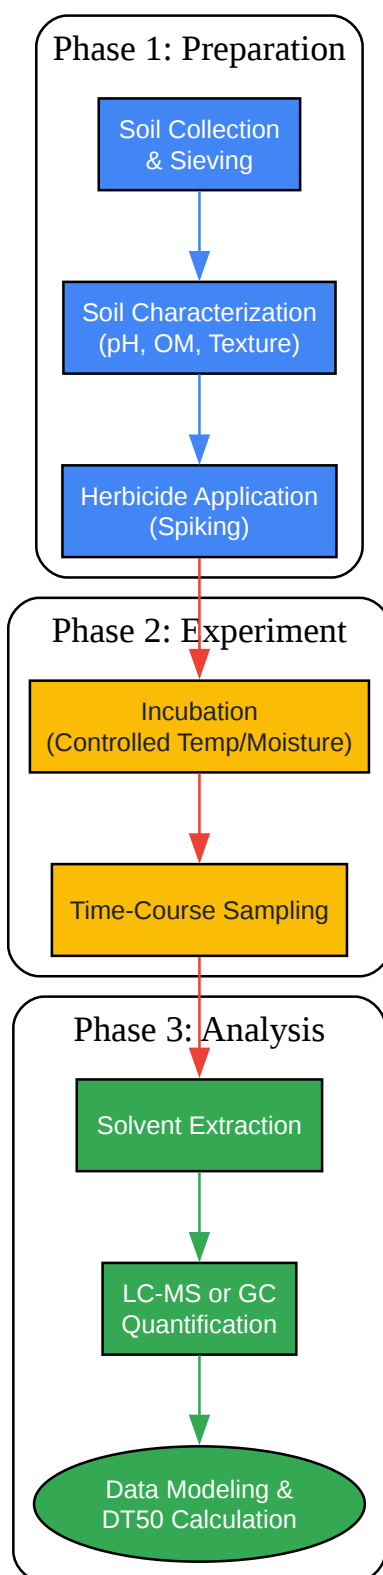 Phase 1: Preparation
Soil Collection
& Sieving
Soil Characterization
(pH, OM, Texture)
Herbicide Application
(Spiking)
Phase 2: Experiment
Incubation
(Controlled Temp/Moisture)
Time-Course Sampling
Phase 3: Analysis
Solvent Extraction
LC-MS or GC
Quantification
Data Modeling &
DT50 Calculation